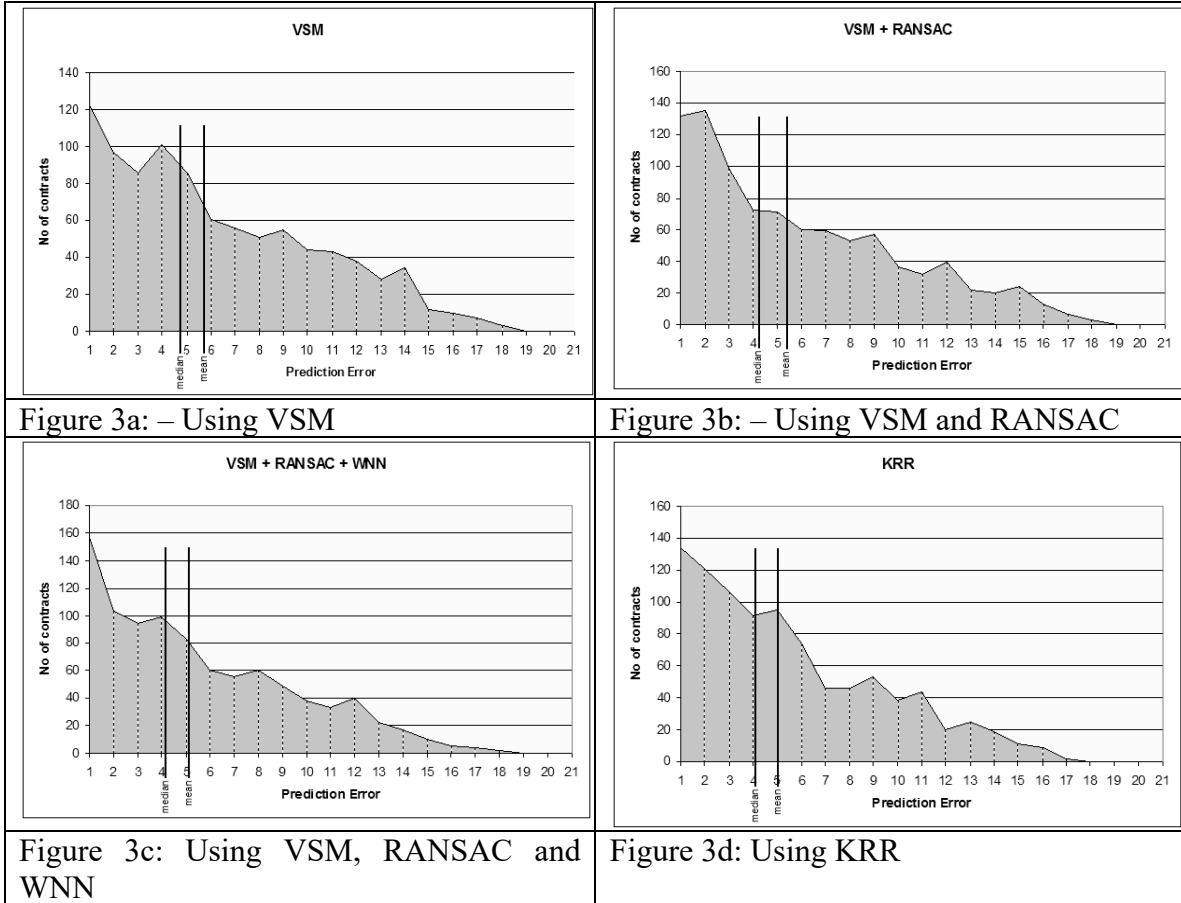 VSM
No of contracts
140
120
100
80
60
40
20
0
1 2 3 4 5 6 7 8 9 10 11 12 13 14 15 16 17 18 19 20 21
median
mean
Prediction Error
Figure 3a: – Using VSM
VSM + RANSAC
No of contracts
160
140
120
100
80
60
40
20
0
1 2 3 4 5 6 7 8 9 10 11 12 13 14 15 16 17 18 19 20 21
median
mean
Prediction Error
Figure 3b: – Using VSM and RANSAC
VSM + RANSAC + WNN
No of contracts
180
160
140
120
100
80
60
40
20
0
1 2 3 4 5 6 7 8 9 10 11 12 13 14 15 16 17 18 19 20 21
median
mean
Prediction Error
Figure 3c: Using VSM, RANSAC and
WNN
KRR
No of contracts
160
140
120
100
80
60
40
20
0
1 2 3 4 5 6 7 8 9 10 11 12 13 14 15 16 17 18 19 20 21
median
mean
Prediction Error
Figure 3d: Using KRR